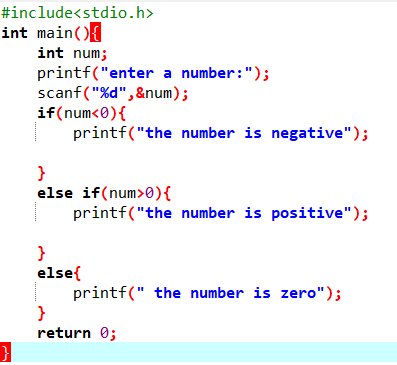 #include<stdio.h>
int main(){
    int num;
    printf("enter a number:");
    scanf("%d",&num);
    if(num<0){
        printf("the number is negative");
    }
    else if(num>0){
        printf("the number is positive");
    }
    else{
        printf(" the number is zero");
    }
    return 0;
}